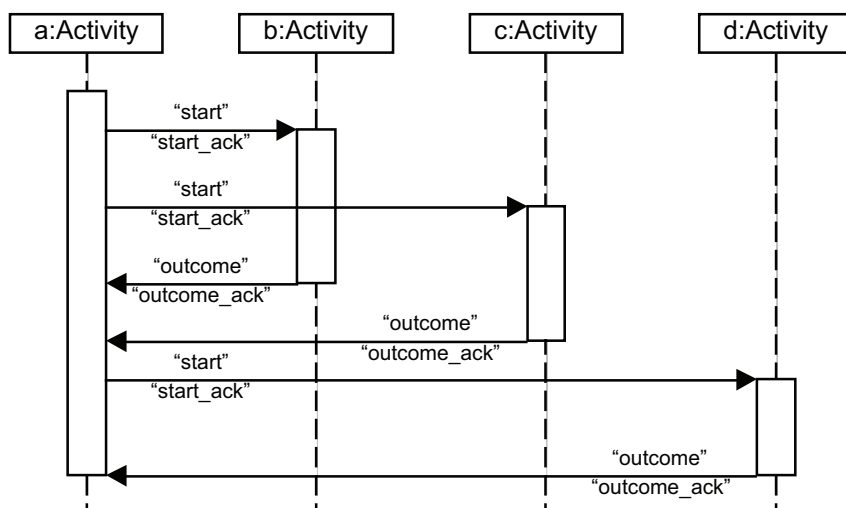 a:Activity
b:Activity
c:Activity
d:Activity
“start”
“start_ack”
“start”
“start_ack”
“outcome”
“outcome_ack”
“outcome”
“outcome_ack”
“start”
“start_ack”
“outcome”
“outcome_ack”